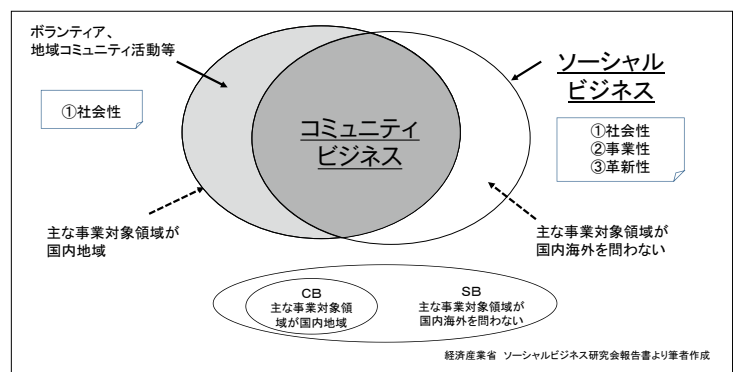 ボランティア、
地域コミュニティ活動等
①社会性
主な事業対象領域が
国内地域
コミュニティ
ビジネス
ソーシャル
ビジネス
①社会性
②事業性
③革新性
主な事業対象領域が
国内海外を問わない
CB
主な事業対象領
域が国内地域
SB
主な事業対象領域が
国内海外を問わない
経済産業省 ソーシャルビジネス研究会報告書より筆者作成